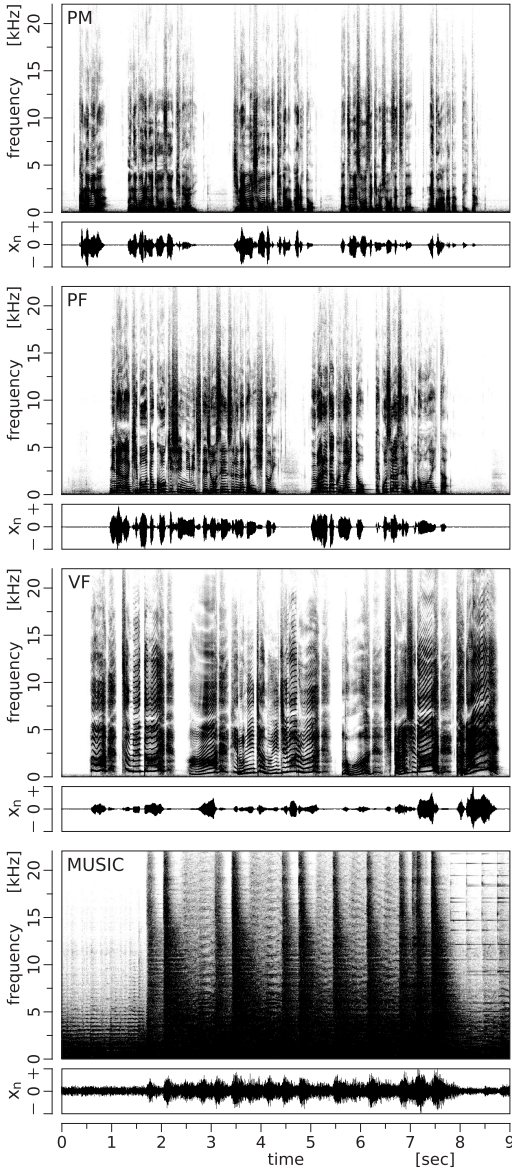 PM
frequency [kHz]
0 5 10 15 20
xn
− 0 +
PF
frequency [kHz]
0 5 10 15 20
xn
− 0 +
VF
frequency [kHz]
0 5 10 15 20
xn
− 0 +
MUSIC
frequency [kHz]
0 5 10 15 20
xn
− 0 +
0 1 2 3 4 5 6 7 8 9
time [sec]